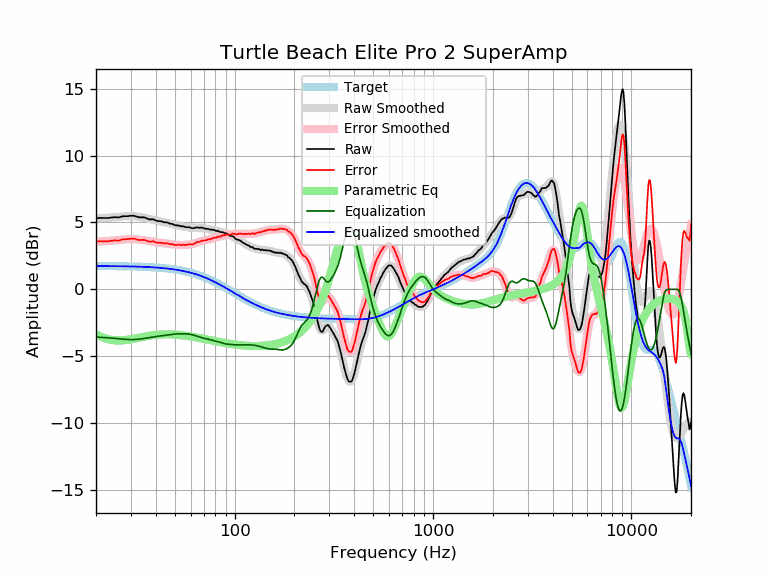 Turtle Beach Elite Pro 2 SuperAmp
Target
Raw Smoothed
Error Smoothed
Raw
Error
Parametric Eq
Equalization
Equalized smoothed
Amplitude (dBr)
15
10
5
0
−5
−10
−15
100
1000
10000
Frequency (Hz)